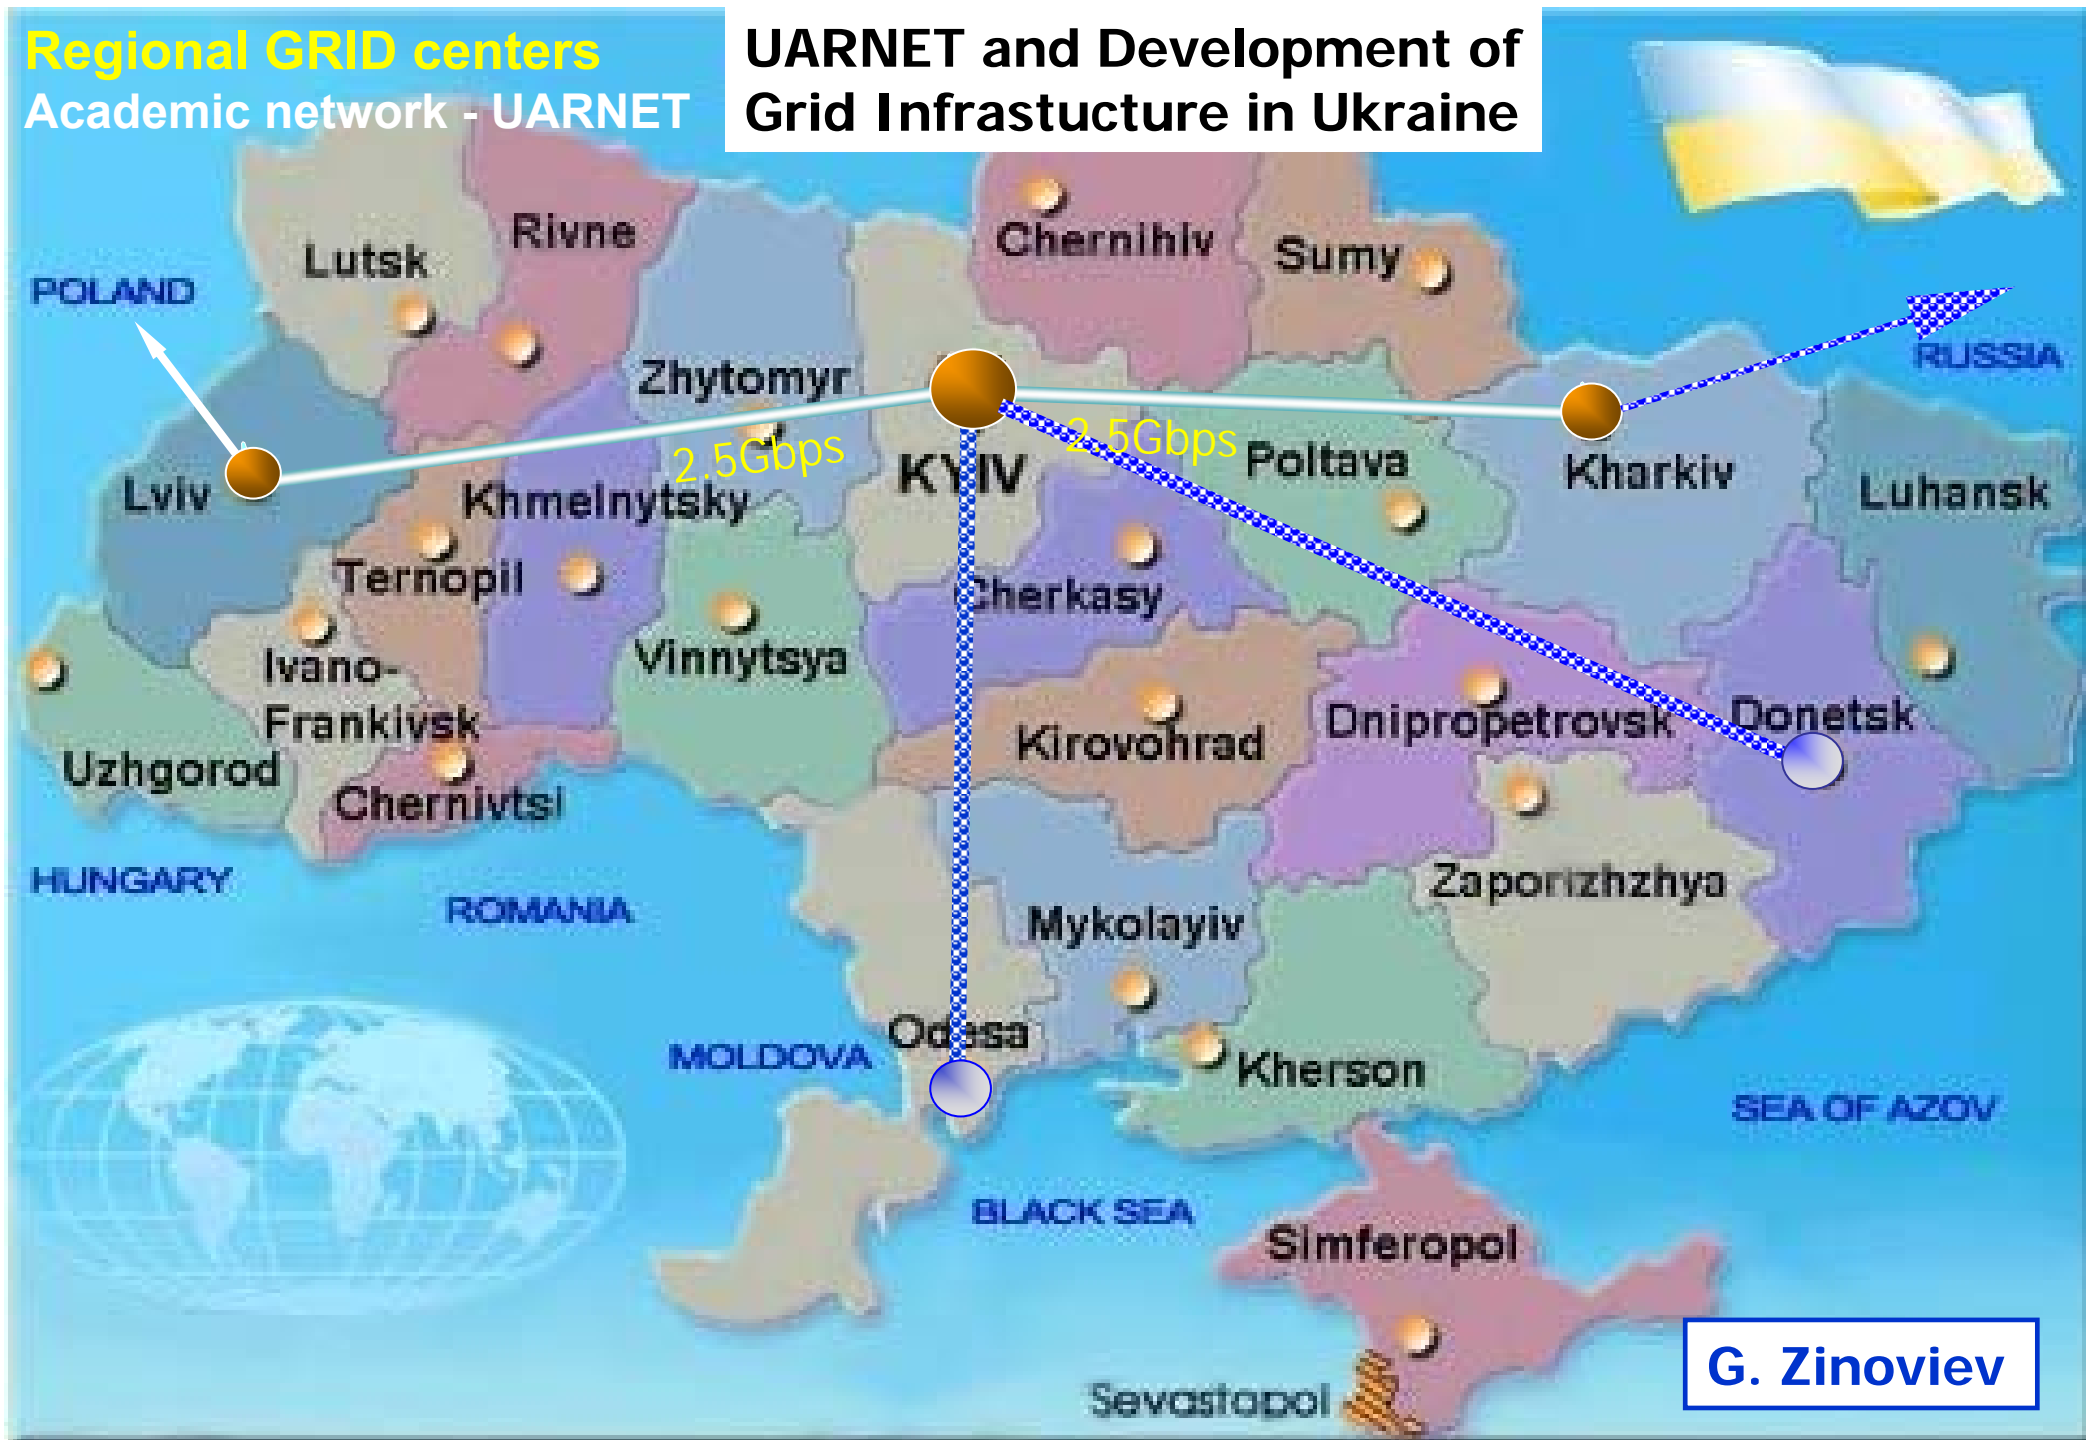 Regional GRID centers
Academic network - UARNET
UARNET and Development of
Grid Infrastucture in Ukraine
Rivne
Lutsk
Chernihiv
Sumy
POLAND
RUSSIA
Zhytomyr
2.5Gbps
2.5Gbps
KYIV
Poltava
Kharkiv
Lviv
Khmelnytsky
Luhansk
Ternopil
Cherkasy
Ivano-
Frankivsk
Vinnytsya
Kirovohrad
Dnipropetrovsk
Donetsk
Uzhgorod
Chernivtsi
HUNGARY
ROMANIA
Zaporizhzhya
Mykolayiv
Odesa
MOLDOVA
Kherson
SEA OF AZOV
BLACK SEA
Simferopol
Sevastopol
G. Zinoviev